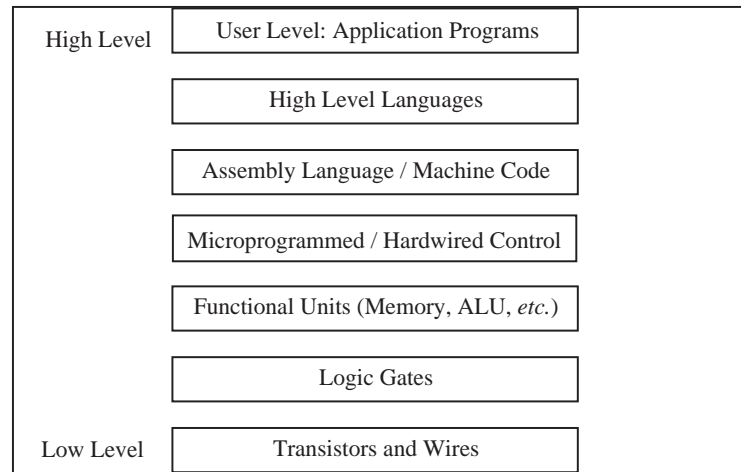 High Level
User Level: Application Programs
High Level Languages
Assembly Language / Machine Code
Microprogrammed / Hardwired Control
Functional Units (Memory, ALU, etc.)
Logic Gates
Low Level
Transistors and Wires